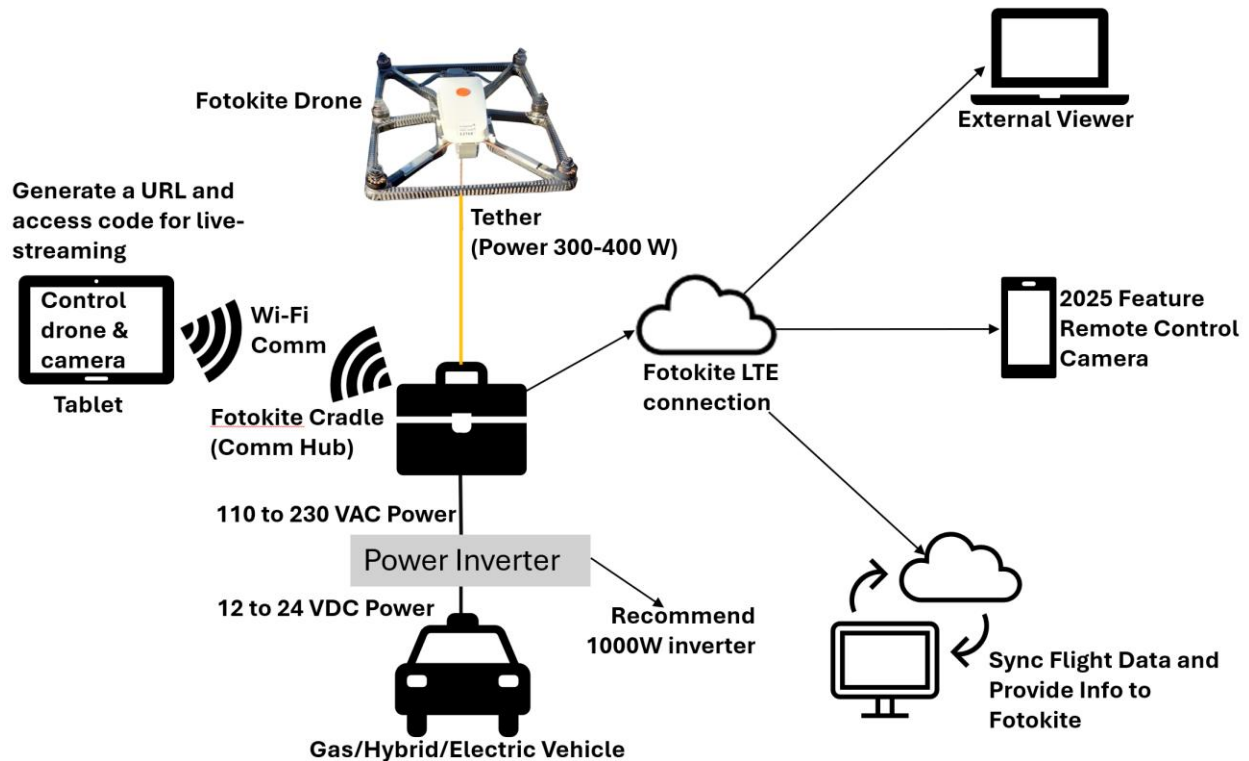 Fotokite Drone
External Viewer
Generate a URL and
access code for live-
streaming
Tether
(Power 300-400 W)
Control
drone &
camera
Wi-Fi
Comm
Tablet
Fotokite Cradle
(Comm Hub)
Fotokite LTE
connection
2025 Feature
Remote Control
Camera
110 to 230 VAC Power
Power Inverter
12 to 24 VDC Power
Recommend
1000W inverter
Gas/Hybrid/Electric Vehicle
Sync Flight Data and
Provide Info to
Fotokite